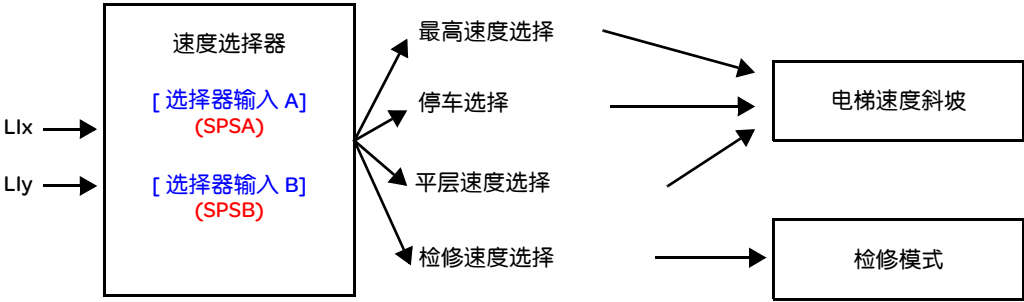 LIx
LIy
速度选择器
[ 选择器输入 A]
(SPSA)
[ 选择器输入 B]
(SPSB)
最高速度选择
停车选择
平层速度选择
检修速度选择
电梯速度斜坡
检修模式